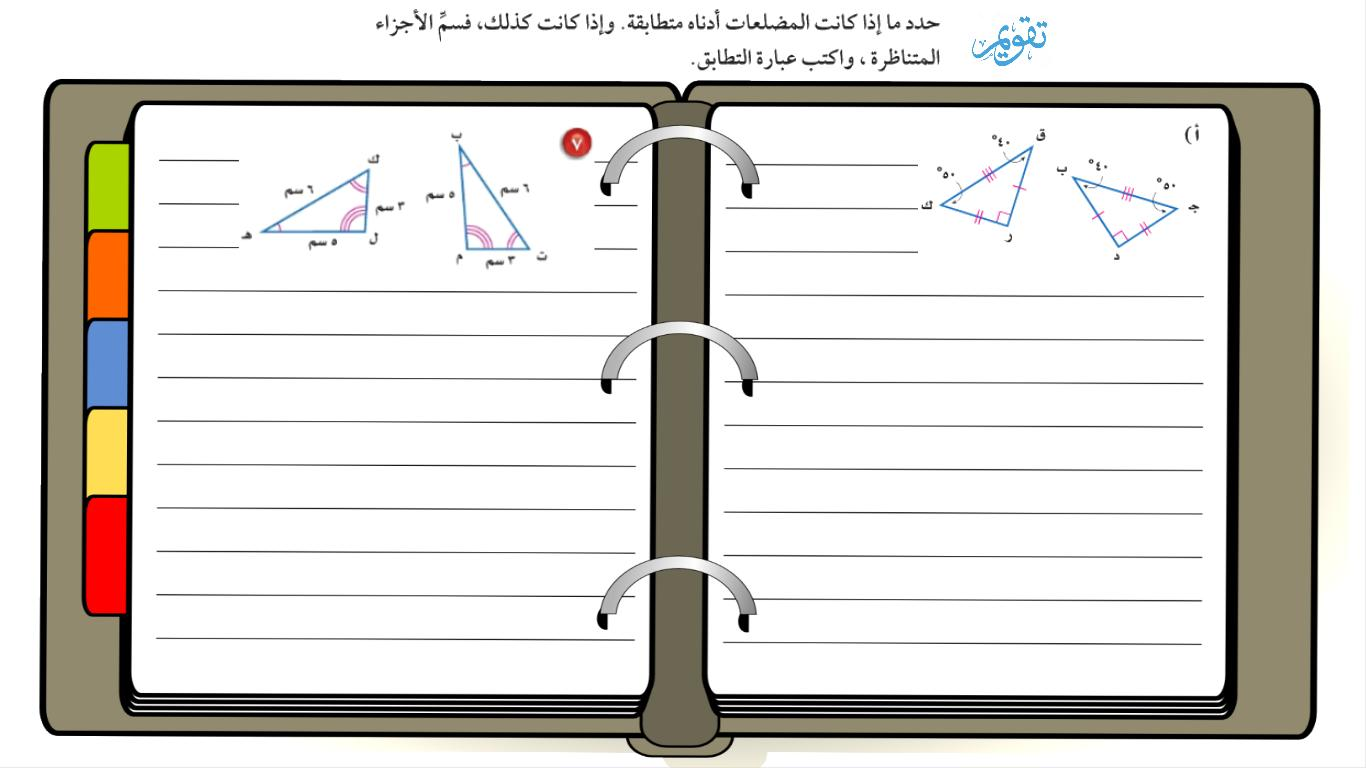 تقويم
حدد ما إذا كانت المضلعات أدناه متطابقة. وإذا كانت كذلك، فسمِّ الأجزاء
المتناظرة ، واكتب عبارة التطابق.
أ)
ق
٤٠°
٥٠°
ك
ر
ب
٤٠°
٥٠°
جـ
د
٧
ب
٥ سم
٦ سم
م
٣ سم
ت
ك
٦ سم
٣ سم
هـ
٥ سم
ل